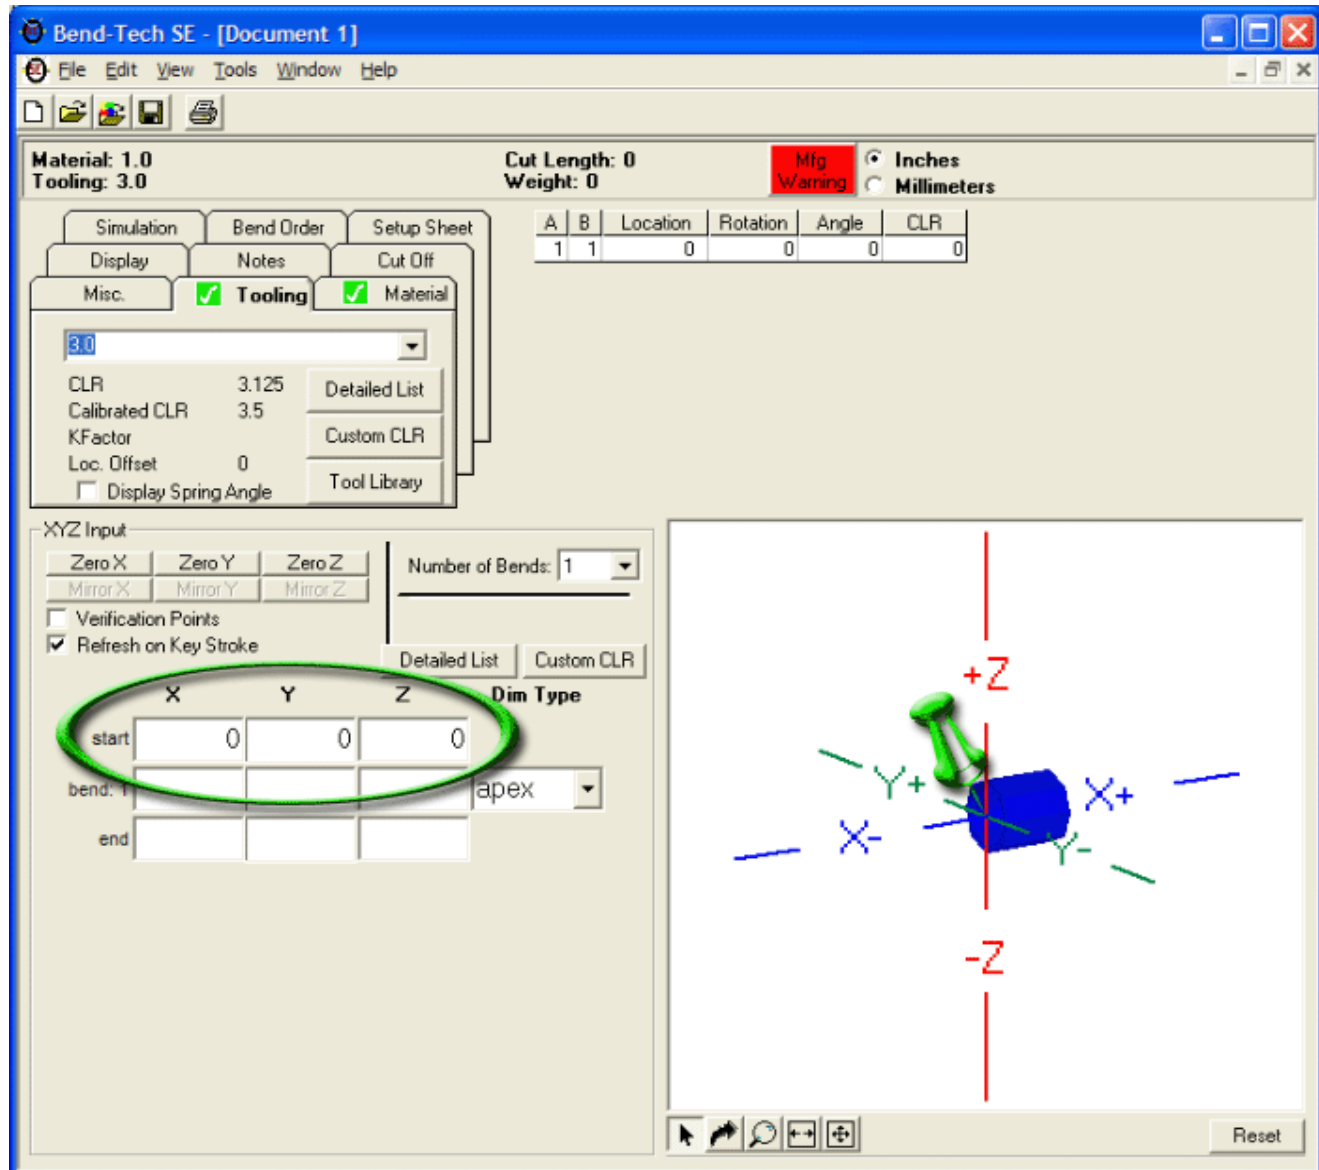 Bend-Tech SE - [Document 1]
File Edit View Tools Window Help
Material: 1.0 Cut Length: 0 Mfg Inches
Tooling: 3.0 Weight: 0 Warning Millimeters
Simulation Bend Order Setup Sheet
Display Notes Cut Off
Misc. Tooling Material
A B Location Rotation Angle CLR
1 1 0 0 0 0
3.0
CLR 3.125 Detailed List
Calibrated CLR 3.5
KFactor Custom CLR
Loc. Offset 0
Display Spring Angle Tool Library
XYZ Input
Zero X Zero Y Zero Z Number of Bends: 1
Mirror X Mirror Y Mirror Z
Verification Points
Refresh on Key Stroke
Detailed List Custom CLR
X Y Z Dim Type
start 0 0 0
bend: 1 apex
end
+Z
Y+ X+
X- Y-
-Z
Reset